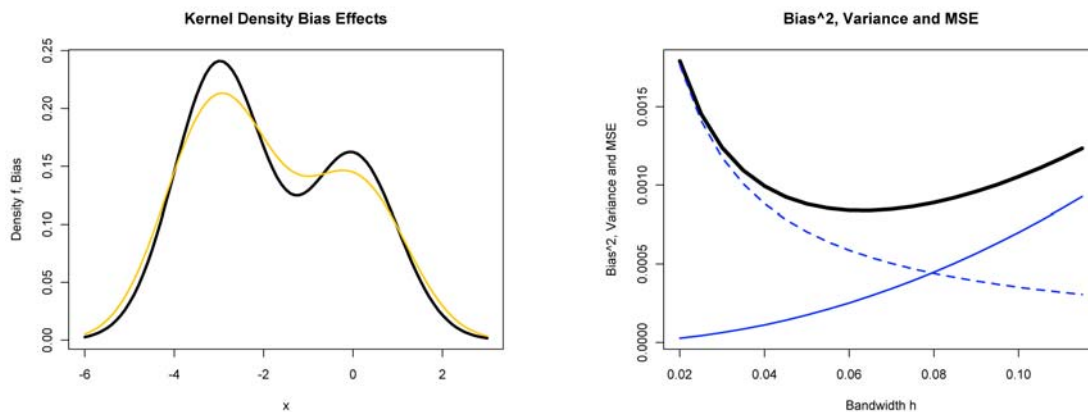 Kernel Density Bias Effects
Density f, Bias
0.00 0.05 0.10 0.15 0.20 0.25
-6 -4 -2 0 2
x
Bias^2, Variance and MSE
Bias^2, Variance and MSE
0.0000 0.0005 0.0010 0.0015
0.02 0.04 0.06 0.08 0.10
Bandwidth h